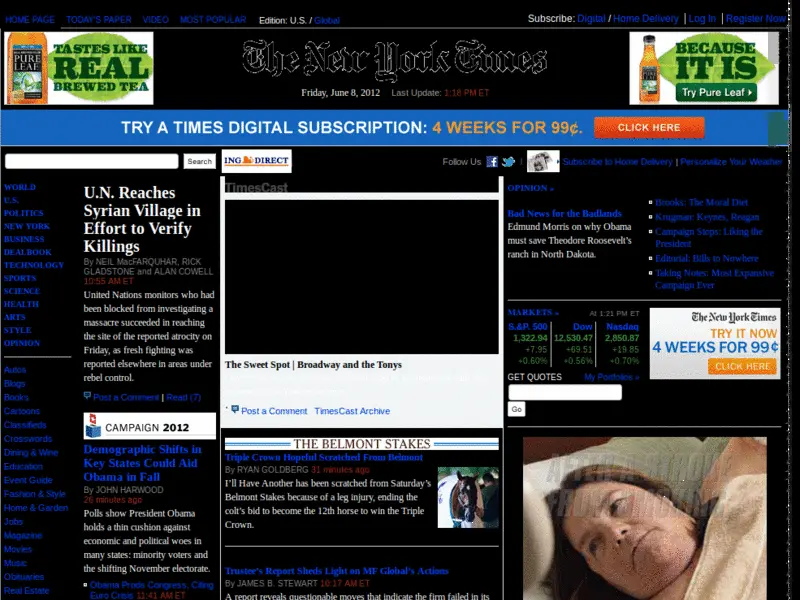 HOME PAGE TODAY'S PAPER VIDEO MOST POPULAR Edition: U.S. / Global
Subscribe: Digital / Home Delivery Log In Register Now
PURE LEAF
TASTES LIKE
REAL
BREWED TEA
The New York Times
Friday, June 8, 2012 Last Update: 1:18 PM ET
BECAUSE
IT IS
Try Pure Leaf
TRY A TIMES DIGITAL SUBSCRIPTION: 4 WEEKS FOR 99¢. CLICK HERE
Search
ING DIRECT
Follow Us
Subscribe to Home Delivery | Personalize Your Weather
WORLD
U.S.
POLITICS
NEW YORK
BUSINESS
DEALBOOK
TECHNOLOGY
SPORTS
SCIENCE
HEALTH
ARTS
STYLE
OPINION
Autos
Blogs
Books
Cartoons
Classifieds
Crosswords
Dining & Wine
Education
Event Guide
Fashion & Style
Home & Garden
Jobs
Magazine
Movies
Music
Obituaries
Real Estate
U.N. Reaches
Syrian Village in
Effort to Verify
Killings
By NEIL MacFARQUHAR, RICK
GLADSTONE and ALAN COWELL
10:55 AM ET
United Nations monitors who had
been blocked from investigating a
massacre succeeded in reaching
the site of the reported atrocity on
Friday, as fresh fighting was
reported elsewhere in areas under
rebel control.
Post a Comment | Read (7)
CAMPAIGN 2012
Demographic Shifts in
Key States Could Aid
Obama in Fall
By JOHN HARWOOD
26 minutes ago
Polls show President Obama
holds a thin cushion against
economic and political woes in
many states: minority voters and
the shifting November electorate.
Obama Prods Congress, Citing
Euro Crisis 11:41 AM ET
TimesCast
The Sweet Spot | Broadway and the Tonys
Post a Comment TimesCast Archive
THE BELMONT STAKES
Triple Crown Hopeful Scratched From Belmont
By RYAN GOLDBERG 31 minutes ago
I'll Have Another has been scratched from Saturday's
Belmont Stakes because of a leg injury, ending the
colt's bid to become the 12th horse to win the Triple
Crown.
Trustee's Report Sheds Light on MF Global's Actions
By JAMES B. STEWART 10:17 AM ET
A report reveals questionable moves that indicate the firm failed in its
OPINION »
Bad News for the Badlands
Edmund Morris on why Obama
must save Theodore Roosevelt's
ranch in North Dakota.
Brooks: The Moral Diet
Krugman: Keynes, Reagan
Campaign Stops: Liking the
President
Editorial: Bills to Nowhere
Taking Notes: Most Expensive
Campaign Ever
MARKETS » At 1:21 PM ET
S.&P. 500 Dow Nasdaq
1,322.94 12,530.47 2,850.87
+7.95 +69.51 +19.85
+0.60% +0.56% +0.70%
GET QUOTES My Portfolios »
Go
The New York Times
TRY IT NOW
4 WEEKS FOR 99¢
CLICK HERE